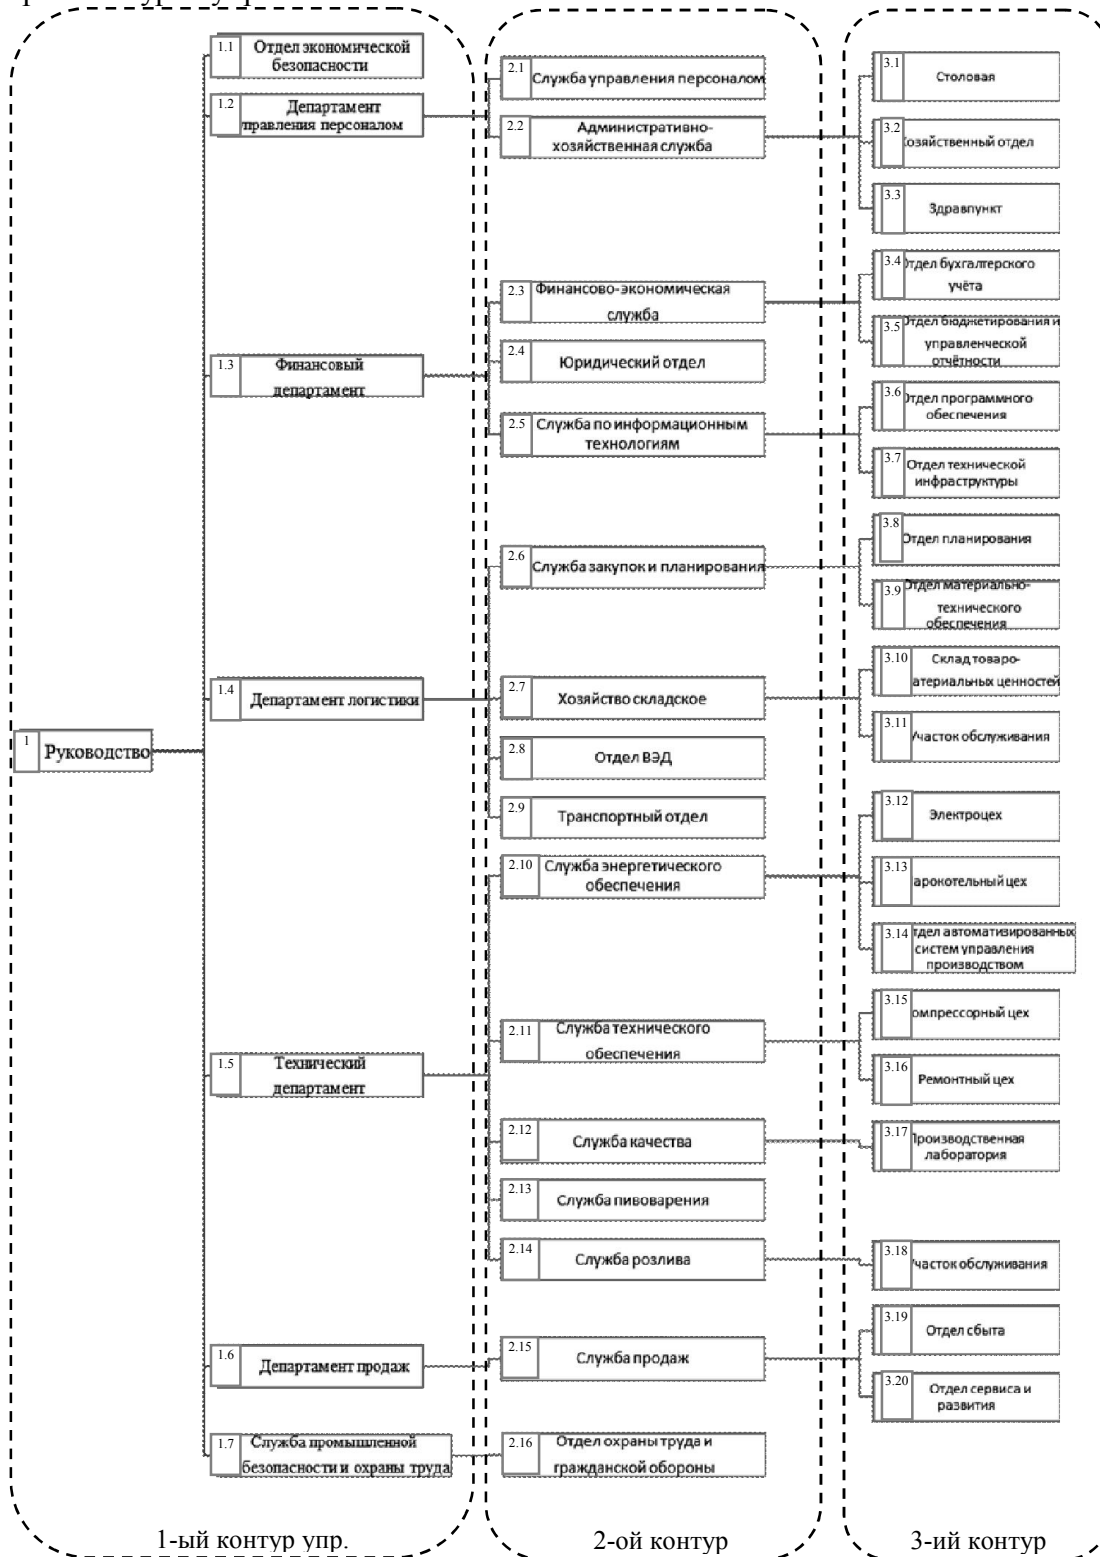 1
Руководство
1.1
Отдел экономической
безопасности
1.2
Департамент
правления персоналом
1.3
Финансовый
департамент
1.4
Департамент логистики
1.5
Технический
департамент
1.6
Департамент продаж
1.7
Служба промышленной
безопасности и охраны труда
1-ый контур упр.
2.1
Служба управления персоналом
2.2
Административно-
хозяйственная служба
2.3
Финансово-экономическая
служба
2.4
Юридический отдел
2.5
Служба по информационным
технологиям
2.6
Служба закупок и планирования
2.7
Хозяйство складское
2.8
Отдел ВЭД
2.9
Транспортный отдел
2.10
Служба энергетического
обеспечения
2.11
Служба технического
обеспечения
2.12
Служба качества
2.13
Служба пивоварения
2.14
Служба розлива
2.15
Служба продаж
2.16
Отдел охраны труда и
гражданской обороны
2-ой контур
3.1
Столовая
3.2
озяйственный отдел
3.3
Здравпункт
3.4
Отдел бухгалтерского
учёта
3.5
Отдел бюджетирования и
управленческой
отчётности
3.6
Отдел программного
обеспечения
3.7
Отдел технической
инфраструктуры
3.8
Отдел планирования
3.9
Отдел материально-
технического
обеспечения
3.10
Склад товаро-
атериальных ценностей
3.11
Участок обслуживания
3.12
Электроцех
3.13
арокотельный цех
3.14
тдел автоматизированных
систем управления
производством
3.15
омпрессорный цех
3.16
Ремонтный цех
3.17
Производственная
лаборатория
3.18
Участок обслуживания
3.19
Отдел сбыта
3.20
Отдел сервиса и
развития
3-ий контур